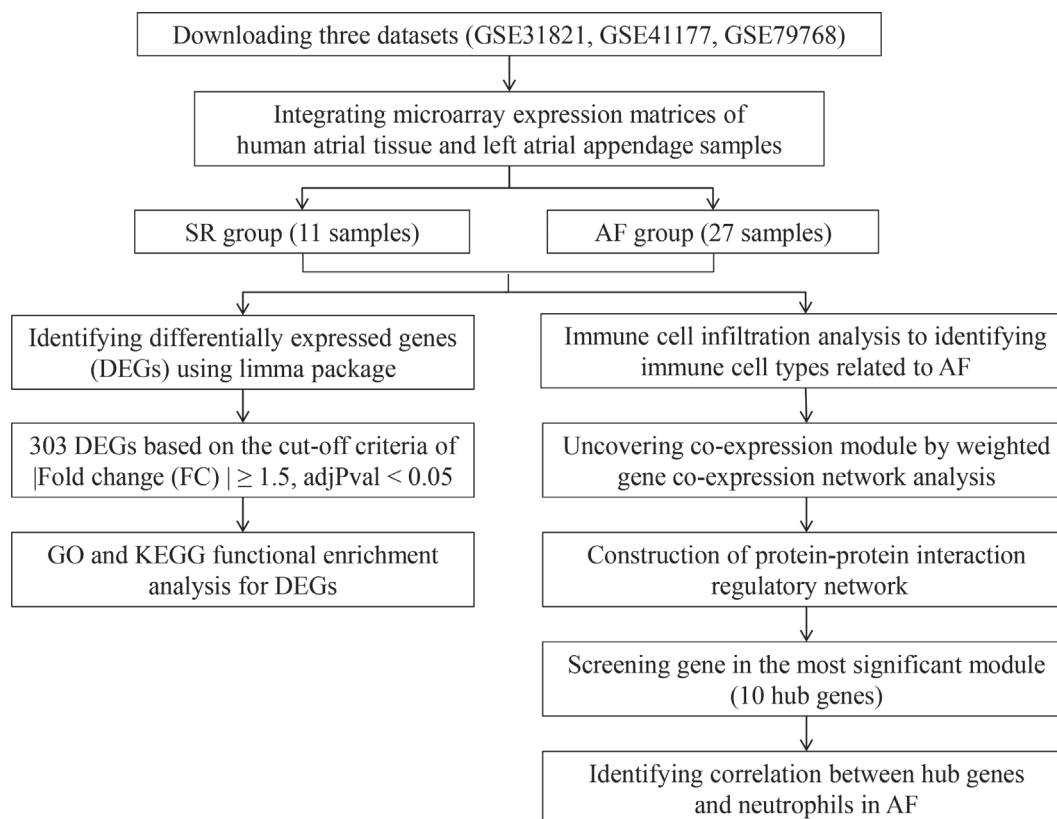 Downloading three datasets (GSE31821, GSE41177, GSE79768)
Integrating microarray expression matrices of
human atrial tissue and left atrial appendage samples
SR group (11 samples)
AF group (27 samples)
Identifying differentially expressed genes
(DEGs) using limma package
303 DEGs based on the cut-off criteria of
|Fold change (FC) | ≥ 1.5, adjPval < 0.05
GO and KEGG functional enrichment
analysis for DEGs
Immune cell infiltration analysis to identifying
immune cell types related to AF
Uncovering co-expression module by weighted
gene co-expression network analysis
Construction of protein-protein interaction
regulatory network
Screening gene in the most significant module
(10 hub genes)
Identifying correlation between hub genes
and neutrophils in AF